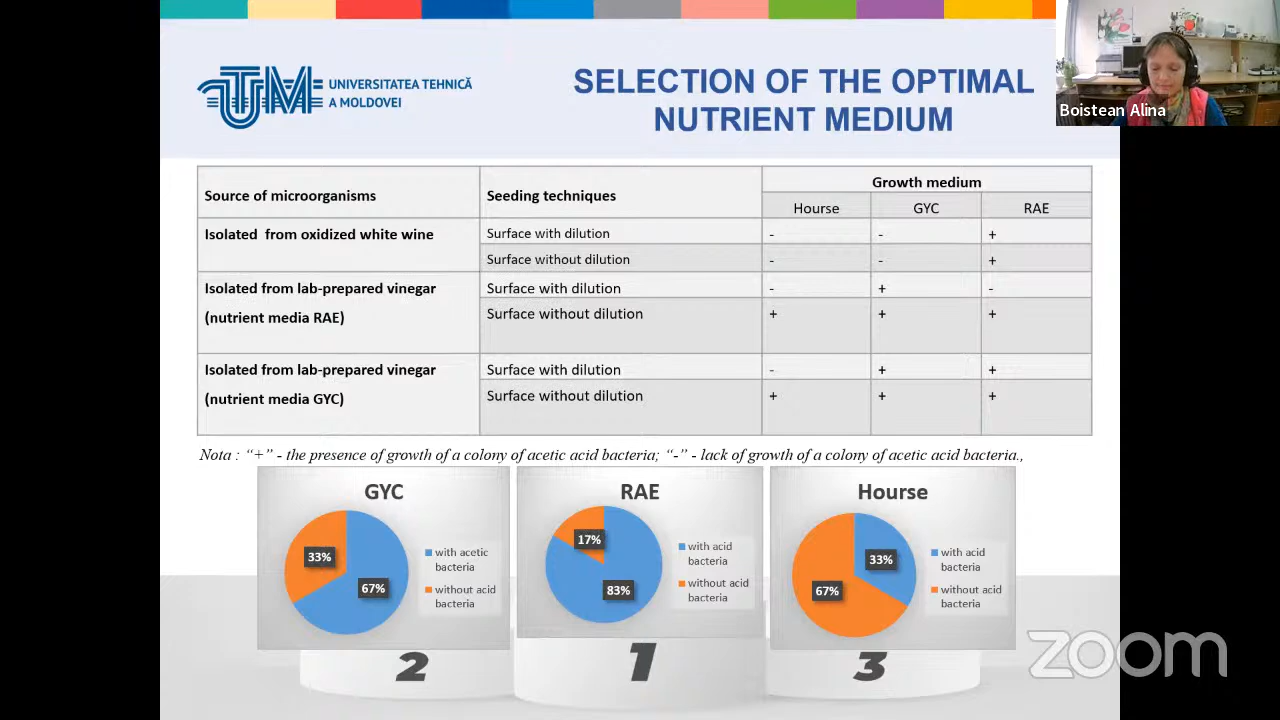 UTM UNIVERSITATEA TEHNICĂ
A MOLDOVEI
SELECTION OF THE OPTIMAL
NUTRIENT MEDIUM
Boistean Alina
Source of microorganisms Seeding techniques Growth medium
Hourse GYC RAE
Isolated from oxidized white wine Surface with dilution - - +
Surface without dilution - - +
Isolated from lab-prepared vinegar Surface with dilution - + -
(nutrient media RAE) Surface without dilution + + +
Isolated from lab-prepared vinegar Surface with dilution - + +
(nutrient media GYC) Surface without dilution + + +
Nota : “+” - the presence of growth of a colony of acetic acid bacteria; “-” - lack of growth of a colony of acetic acid bacteria.,
GYC
33%
67%
with acetic
bacteria
without acid
bacteria
RAE
17%
83%
with acid
bacteria
without acid
bacteria
Hourse
33%
67%
with acid
bacteria
without acid
bacteria
2
1
3
zoom